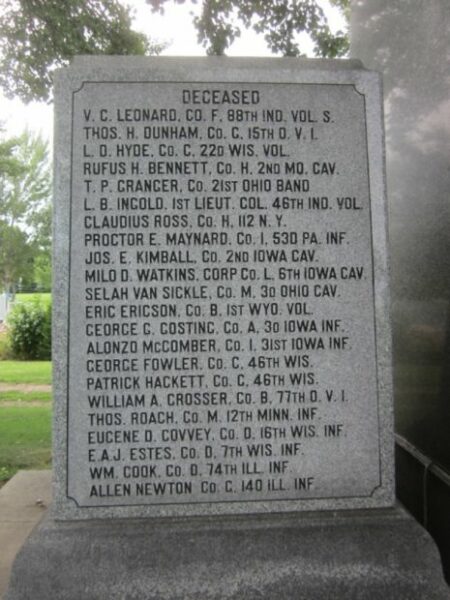 DECEASED
V. C. LEONARD, CO. F, 88TH IND. VOL. S.
THOS. H. DUNHAM, CO. C, 15TH O. V. I.
L. D. HYDE, CO. C, 22D WIS. VOL.
RUFUS H. BENNETT, CO. H, 2ND MO. CAV.
T. P. GRANGER, CO. 21ST OHIO BAND
L. B. INGOLD, 1ST LIEUT. COL. 46TH IND. VOL.
CLAUDIUS ROSS, CO. H, 112 N. Y.
PROCTOR E. MAYNARD, CO. I, 53D PA. INF.
JOS. E. KIMBALL, CO. 2ND IOWA CAV.
MILO D. WATKINS, CORP CO. L, 6TH IOWA CAV.
SELAH VAN SICKLE, CO. M, 3D OHIO CAV.
ERIC ERICSON, CO. B, 1ST WYO. VOL.
GEORGE G. COSTING, CO. A, 3D IOWA INF.
ALONZO MCCOMBER, CO. I, 31ST IOWA INF.
GEORGE FOWLER, CO. C, 46TH WIS.
PATRICK HACKETT, CO. C, 46TH WIS.
WILLIAM A. CROSSER, CO. B, 77TH O. V. I.
THOS. ROACH, CO. M, 12TH MINN. INF.
EUGENE D. COVVEY, CO. D, 16TH WIS. INF.
E.A.J. ESTES, CO. D, 7TH WIS. INF.
WM. COOK, CO. D, 74TH ILL. INF.
ALLEN NEWTON CO. C, 140 ILL. INF.